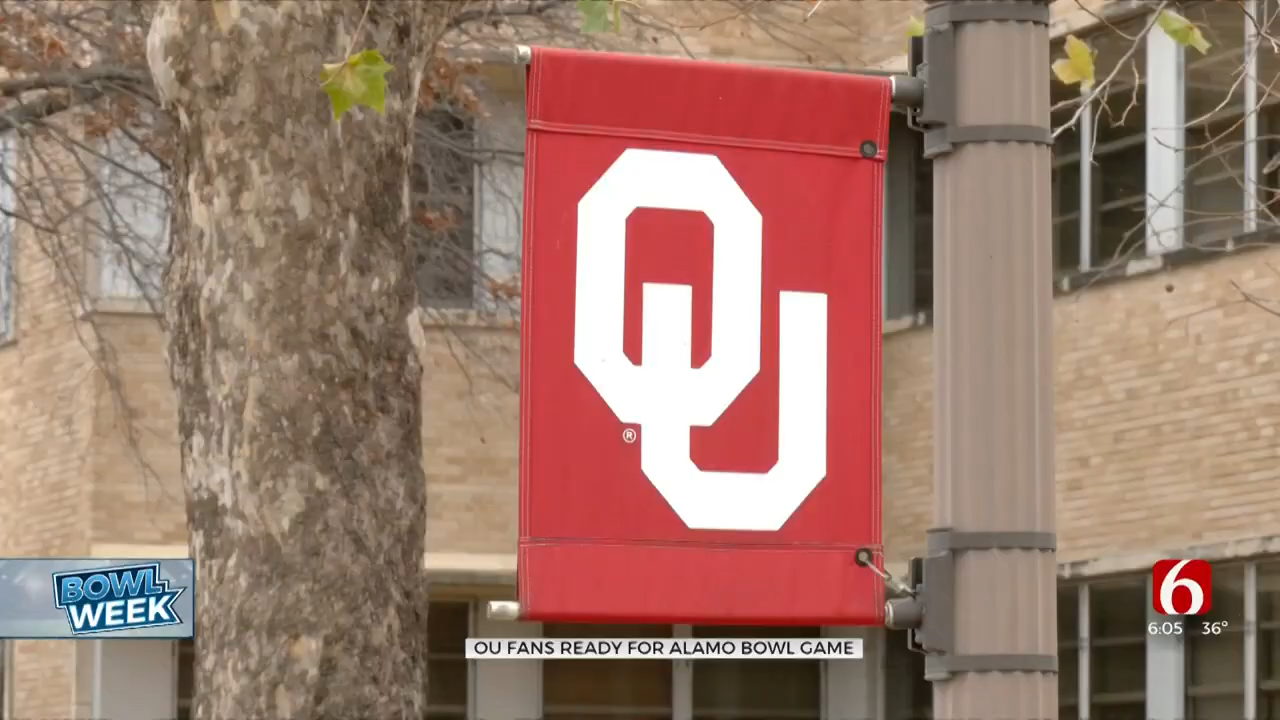 OU
®
BOWL
WEEK
6
6:05 36°
OU FANS READY FOR ALAMO BOWL GAME